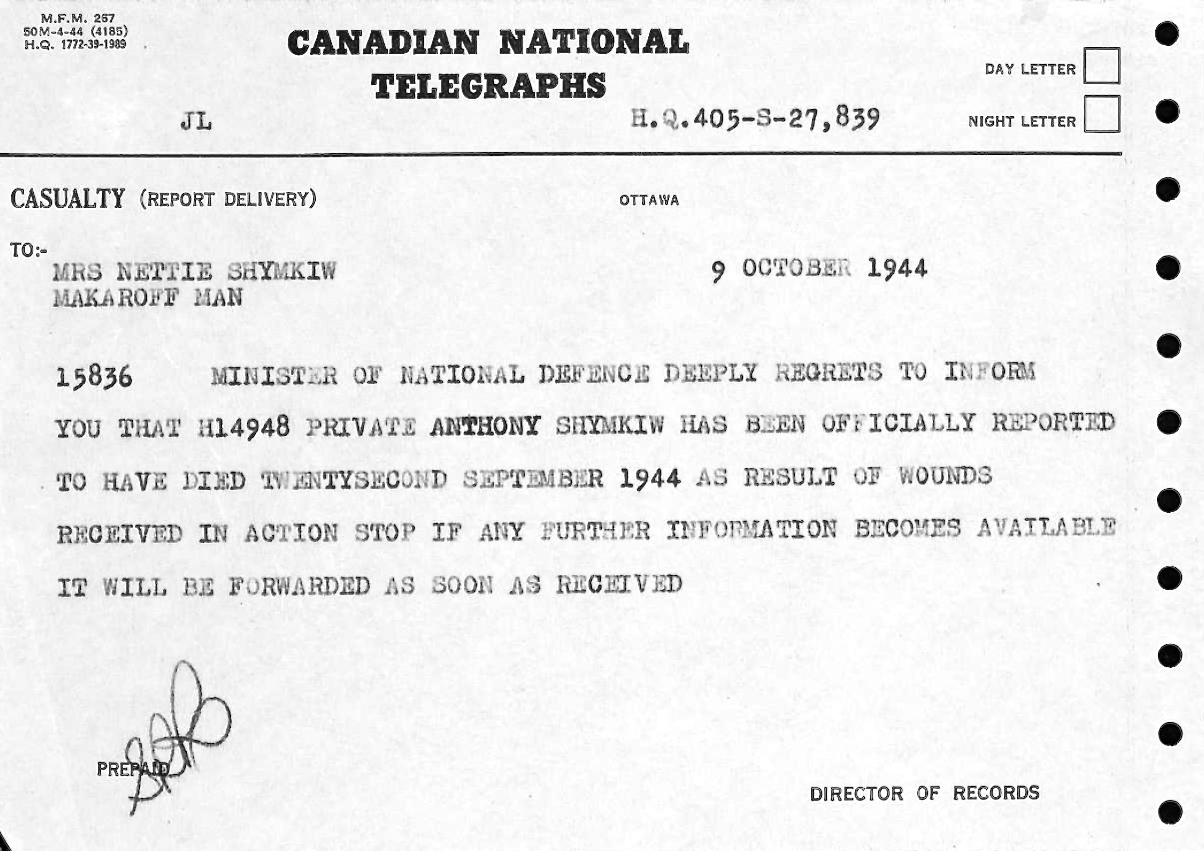 M.F.M. 267
50M-4-44 (4185)
H.Q. 1772-39-1989
CANADIAN NATIONAL
TELEGRAPHS
DAY LETTER
JL
H.Q.405-S-27,839
NIGHT LETTER
CASUALTY (REPORT DELIVERY)
OTTAWA
TO:-
MRS NETTIE SHYMKIW
9 OCTOBER 1944
MAKAROFF MAN
15836 MINISTER OF NATIONAL DEFENCE DEEPLY REGRETS TO INFORM
YOU THAT H14948 PRIVATE ANTHONY SHYMKIW HAS BEEN OFFICIALLY REPORTED
TO HAVE DIED TWENTYSECOND SEPTEMBER 1944 AS RESULT OF WOUNDS
RECEIVED IN ACTION STOP IF ANY FURTHER INFORMATION BECOMES AVAILABLE
IT WILL BE FORWARDED AS SOON AS RECEIVED
PREPAID
DIRECTOR OF RECORDS